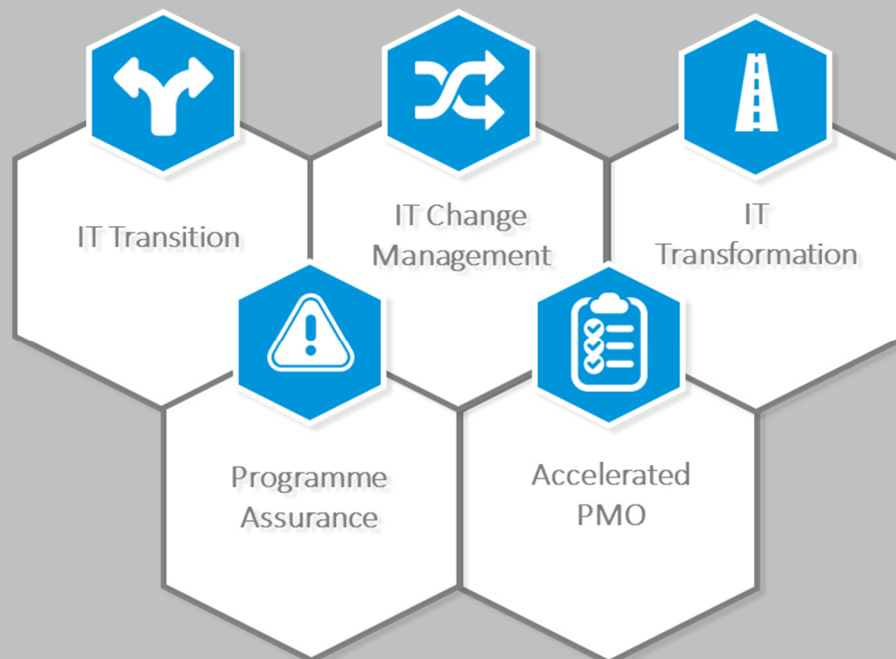 IT Transition
IT Change
Management
IT
Transformation
Programme
Assurance
Accelerated
PMO